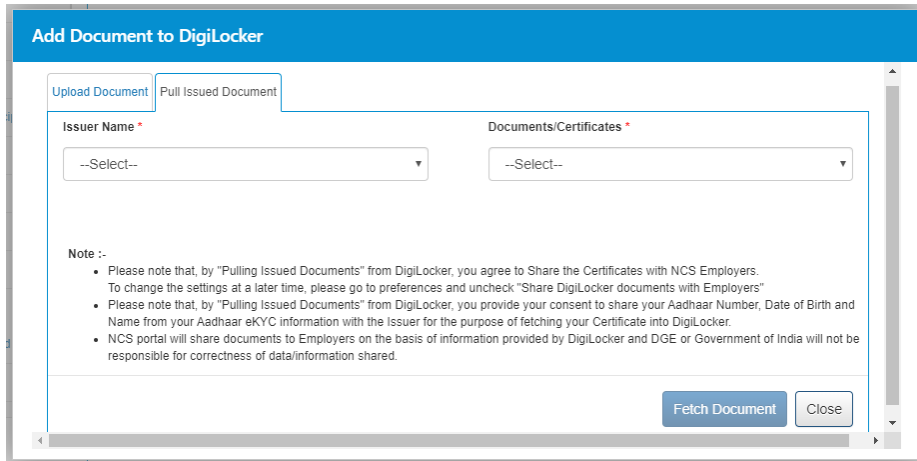 Add Document to DigiLocker
Upload Document Pull Issued Document
Issuer Name * Documents/Certificates *
--Select-- --Select--
Note :-
Please note that, by "Pulling Issued Documents" from DigiLocker, you agree to Share the Certificates with NCS Employers.
To change the settings at a later time, please go to preferences and uncheck "Share DigiLocker documents with Employers"
Please note that, by "Pulling Issued Documents" from DigiLocker, you provide your consent to share your Aadhaar Number, Date of Birth and
Name from your Aadhaar eKYC information with the Issuer for the purpose of fetching your Certificate into DigiLocker.
NCS portal will share documents to Employers on the basis of information provided by DigiLocker and DGE or Government of India will not be
responsible for correctness of data/information shared.
Fetch Document Close